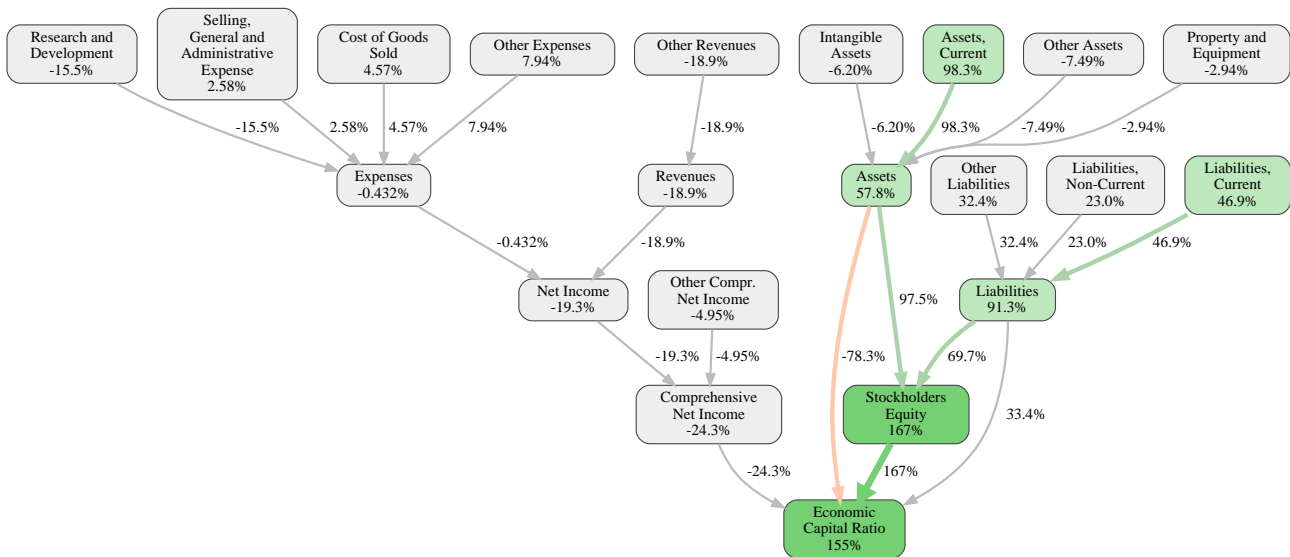 Research and
Development
-15.5%
Selling,
General and
Administrative
Expense
2.58%
Cost of Goods
Sold
4.57%
Other Expenses
7.94%
Other Revenues
-18.9%
Intangible
Assets
-6.20%
Assets,
Current
98.3%
Other Assets
-7.49%
Property and
Equipment
-2.94%
-15.5%
2.58%
4.57%
7.94%
-18.9%
-6.20%
98.3%
-7.49%
-2.94%
Expenses
-0.432%
Revenues
-18.9%
Assets
57.8%
Other
Liabilities
32.4%
Liabilities,
Non-Current
23.0%
Liabilities,
Current
46.9%
-0.432%
-18.9%
32.4%
23.0%
46.9%
Net Income
-19.3%
Other Compr.
Net Income
-4.95%
97.5%
Liabilities
91.3%
-19.3%
-4.95%
-78.3%
69.7%
Comprehensive
Net Income
-24.3%
Stockholders
Equity
167%
33.4%
-24.3%
167%
Economic
Capital Ratio
155%